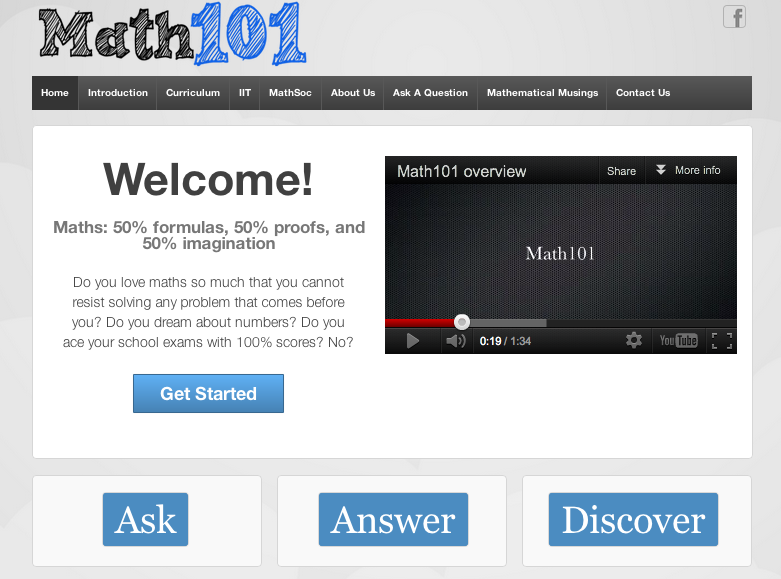 Math101
Home Introduction Curriculum IIT MathSoc About Us Ask A Question Mathematical Musings Contact Us
Welcome!
Maths: 50% formulas, 50% proofs, and
50% imagination
Do you love maths so much that you cannot
resist solving any problem that comes before
you? Do you dream about numbers? Do you
ace your school exams with 100% scores? No?
Get Started
Math101 overview Share More info
Math101
0:19 / 1:34 YouTube
Ask Answer Discover